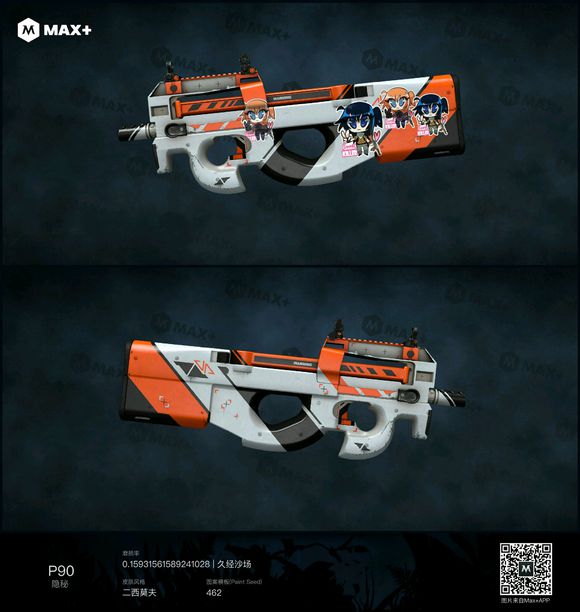 MAX+
P90
隐秘
磨损率
0.15931561589241028 | 久经沙场
皮肤风格
二西莫夫
图案模板(Paint Seed)
462
图片来自Max+APP